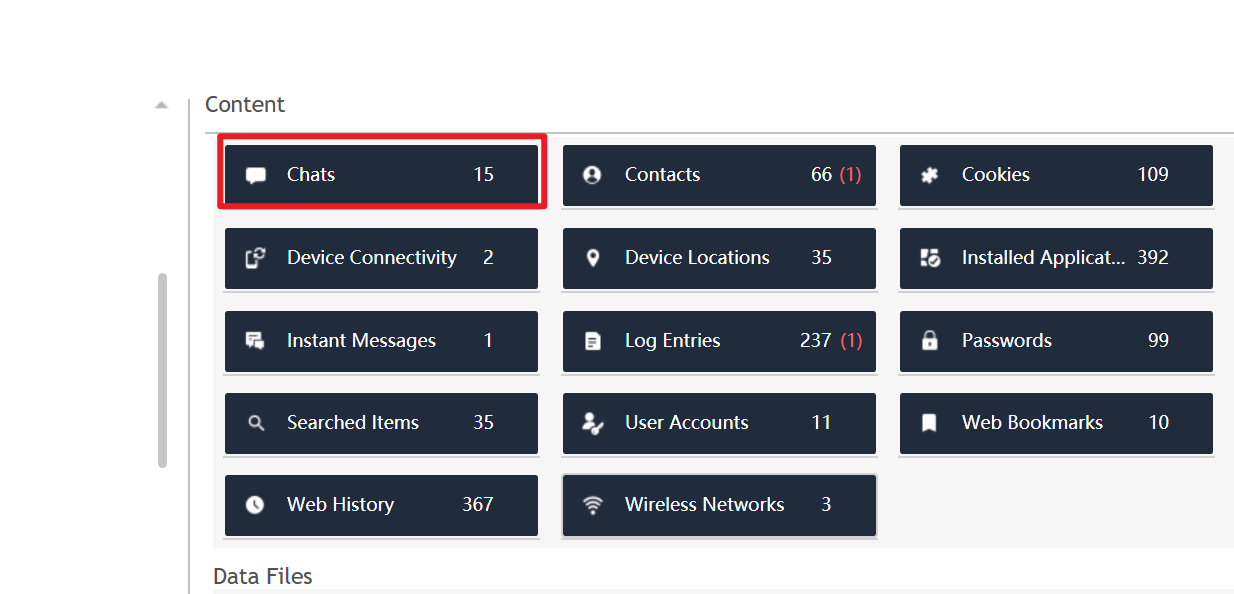 Content
Chats 15
Contacts 66 (1)
Cookies 109
Device Connectivity 2
Device Locations 35
Installed Applicat... 392
Instant Messages 1
Log Entries 237 (1)
Passwords 99
Searched Items 35
User Accounts 11
Web Bookmarks 10
Web History 367
Wireless Networks 3
Data Files